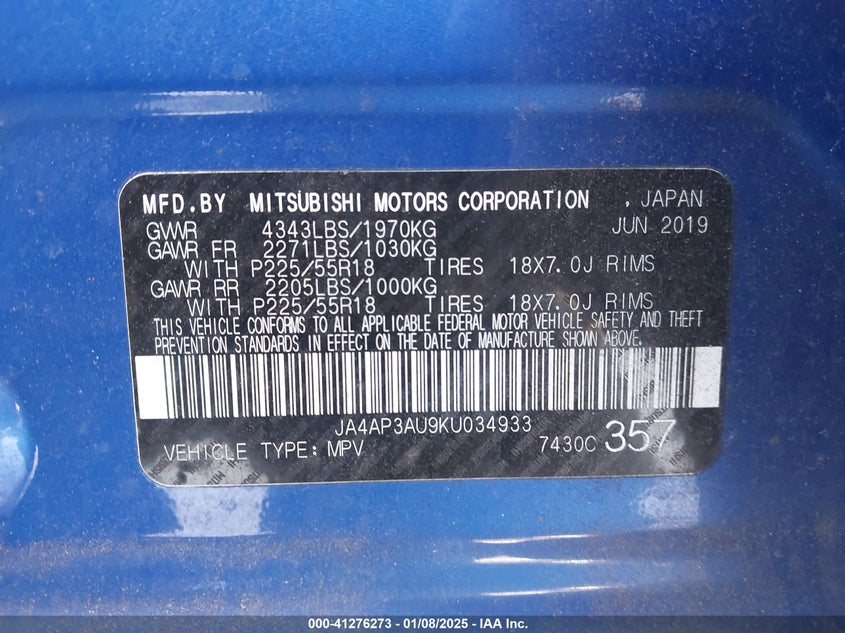 MFD.BY MITSUBISHI MOTORS CORPORATION , JAPAN
GVWR 4343LBS/1970KG JUN 2019
GAWR FR 2271LBS/1030KG
WITH P225/55R18 TIRES 18X7.0J RIMS
GAWR RR 2205LBS/1000KG
WITH P225/55R18 TIRES 18X7.0J RIMS
THIS VEHICLE CONFORMS TO ALL APPLICABLE FEDERAL MOTOR VEHICLE SAFETY AND THEFT
PREVENTION STANDARDS IN EFFECT ON THE DATE OF MANUFACTURE SHOWN ABOVE.
JA4AP3AU9KU034933
VEHICLE TYPE: MPV 7430C 357
000-41276273 - 01/08/2025 - IAA Inc.